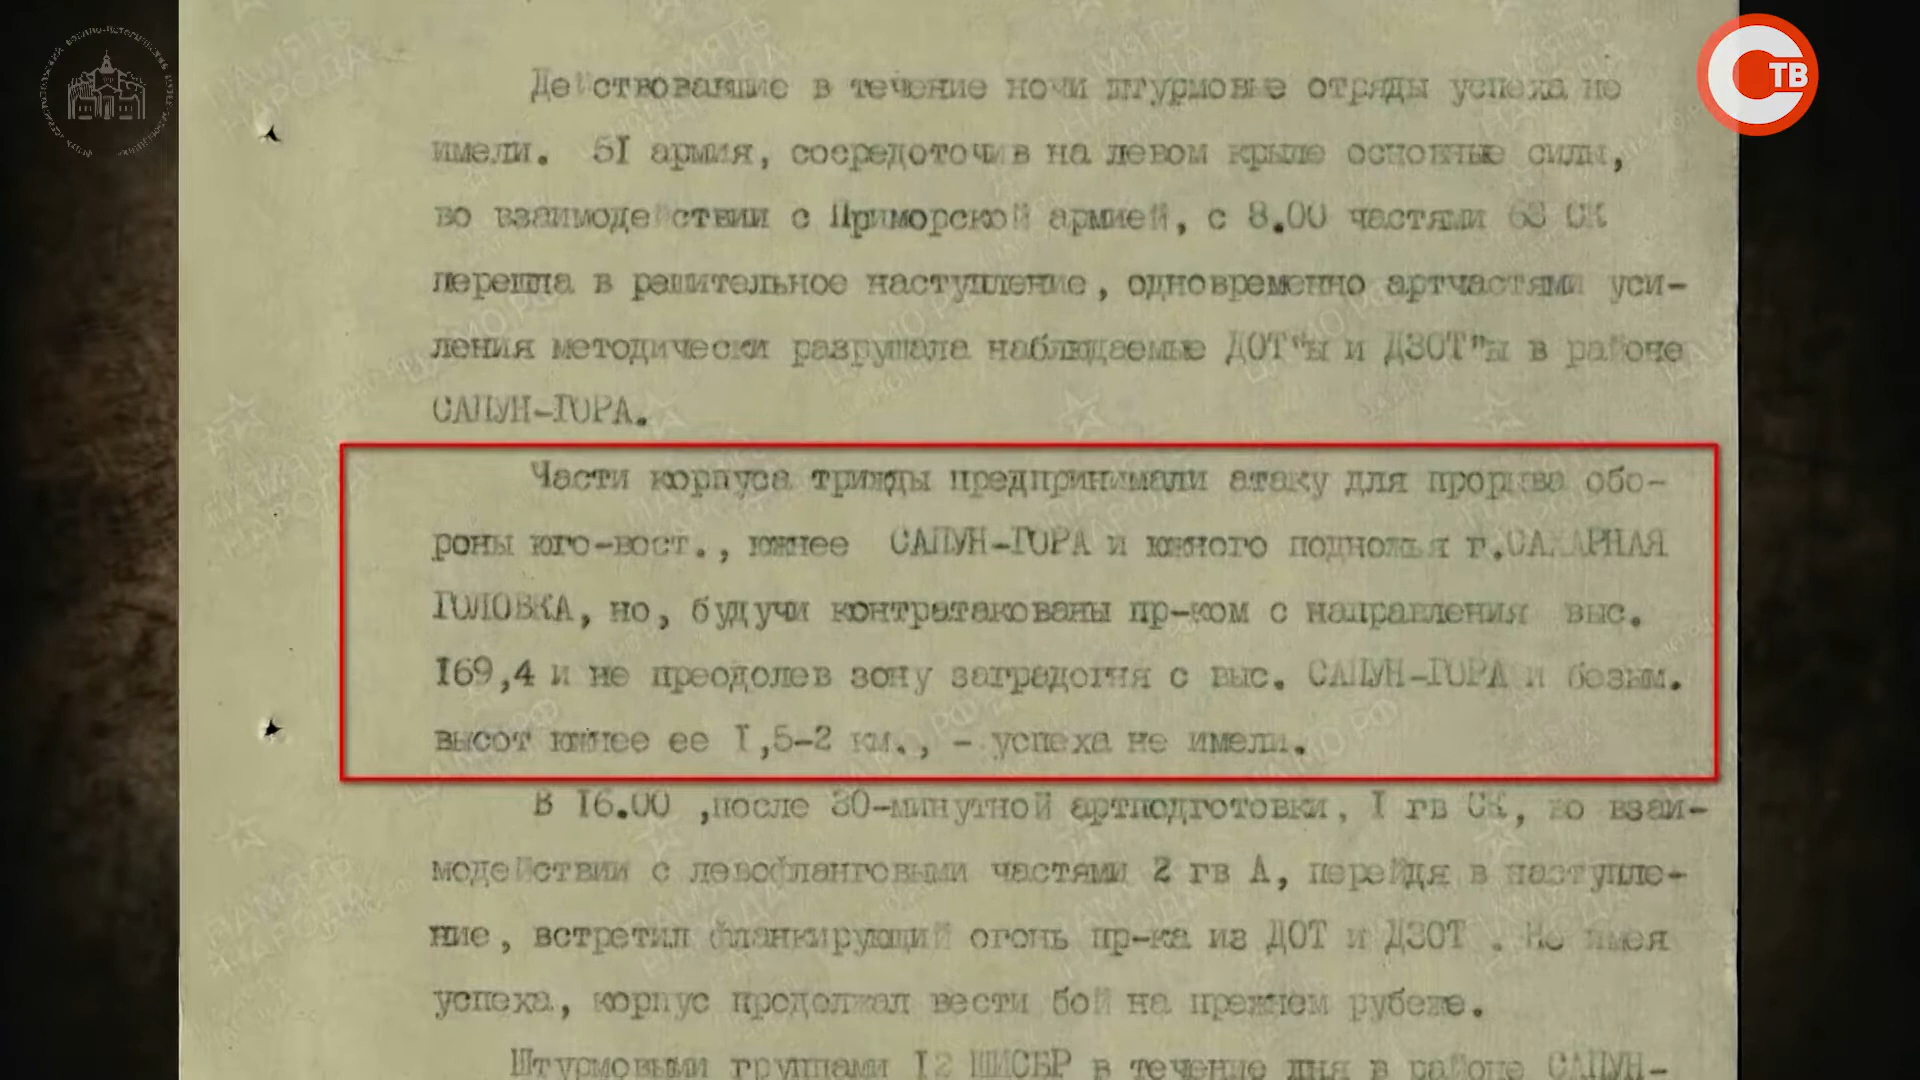 СТВ
Действовавшие в течение ночи штурмовые отряды успеха не
имели. 51 армия, сосредоточив на левом крыле основные силы,
во взаимодействии с Приморской армией, с 8.00 частями 63 СК
перешла в решительное наступление, одновременно артчастями уси-
ления методически разрушала наблюдаемые ДОТ"ы и ДЗОТ"ы в районе
САПУН-ГОРА.
Части корпуса трижды предпринимали атаку для прорыва обо-
роны юго-вост., южнее САПУН-ГОРА и южного подножья г.САХАРНАЯ
ГОЛОВКА, но, будучи контратакованы пр-ком с направления выс.
169,4 и не преодолев зону заградогня с выс. САПУН-ГОРА и безым.
высот южнее ее 1,5-2 км., - успеха не имели.
В 16.00 ,после 30-минутной артподготовки, 1 гв СК, во взаи-
модействии с левофланговыми частями 2 гв А, перейдя в наступле-
ние, встретил фланкирующий огонь пр-ка из ДОТ и ДЗОТ . Не имея
успеха, корпус продолжал вести бой на прежнем рубеже.
Штурмовыми группами 12 ШИСБР в течение дня в районе САПУН-